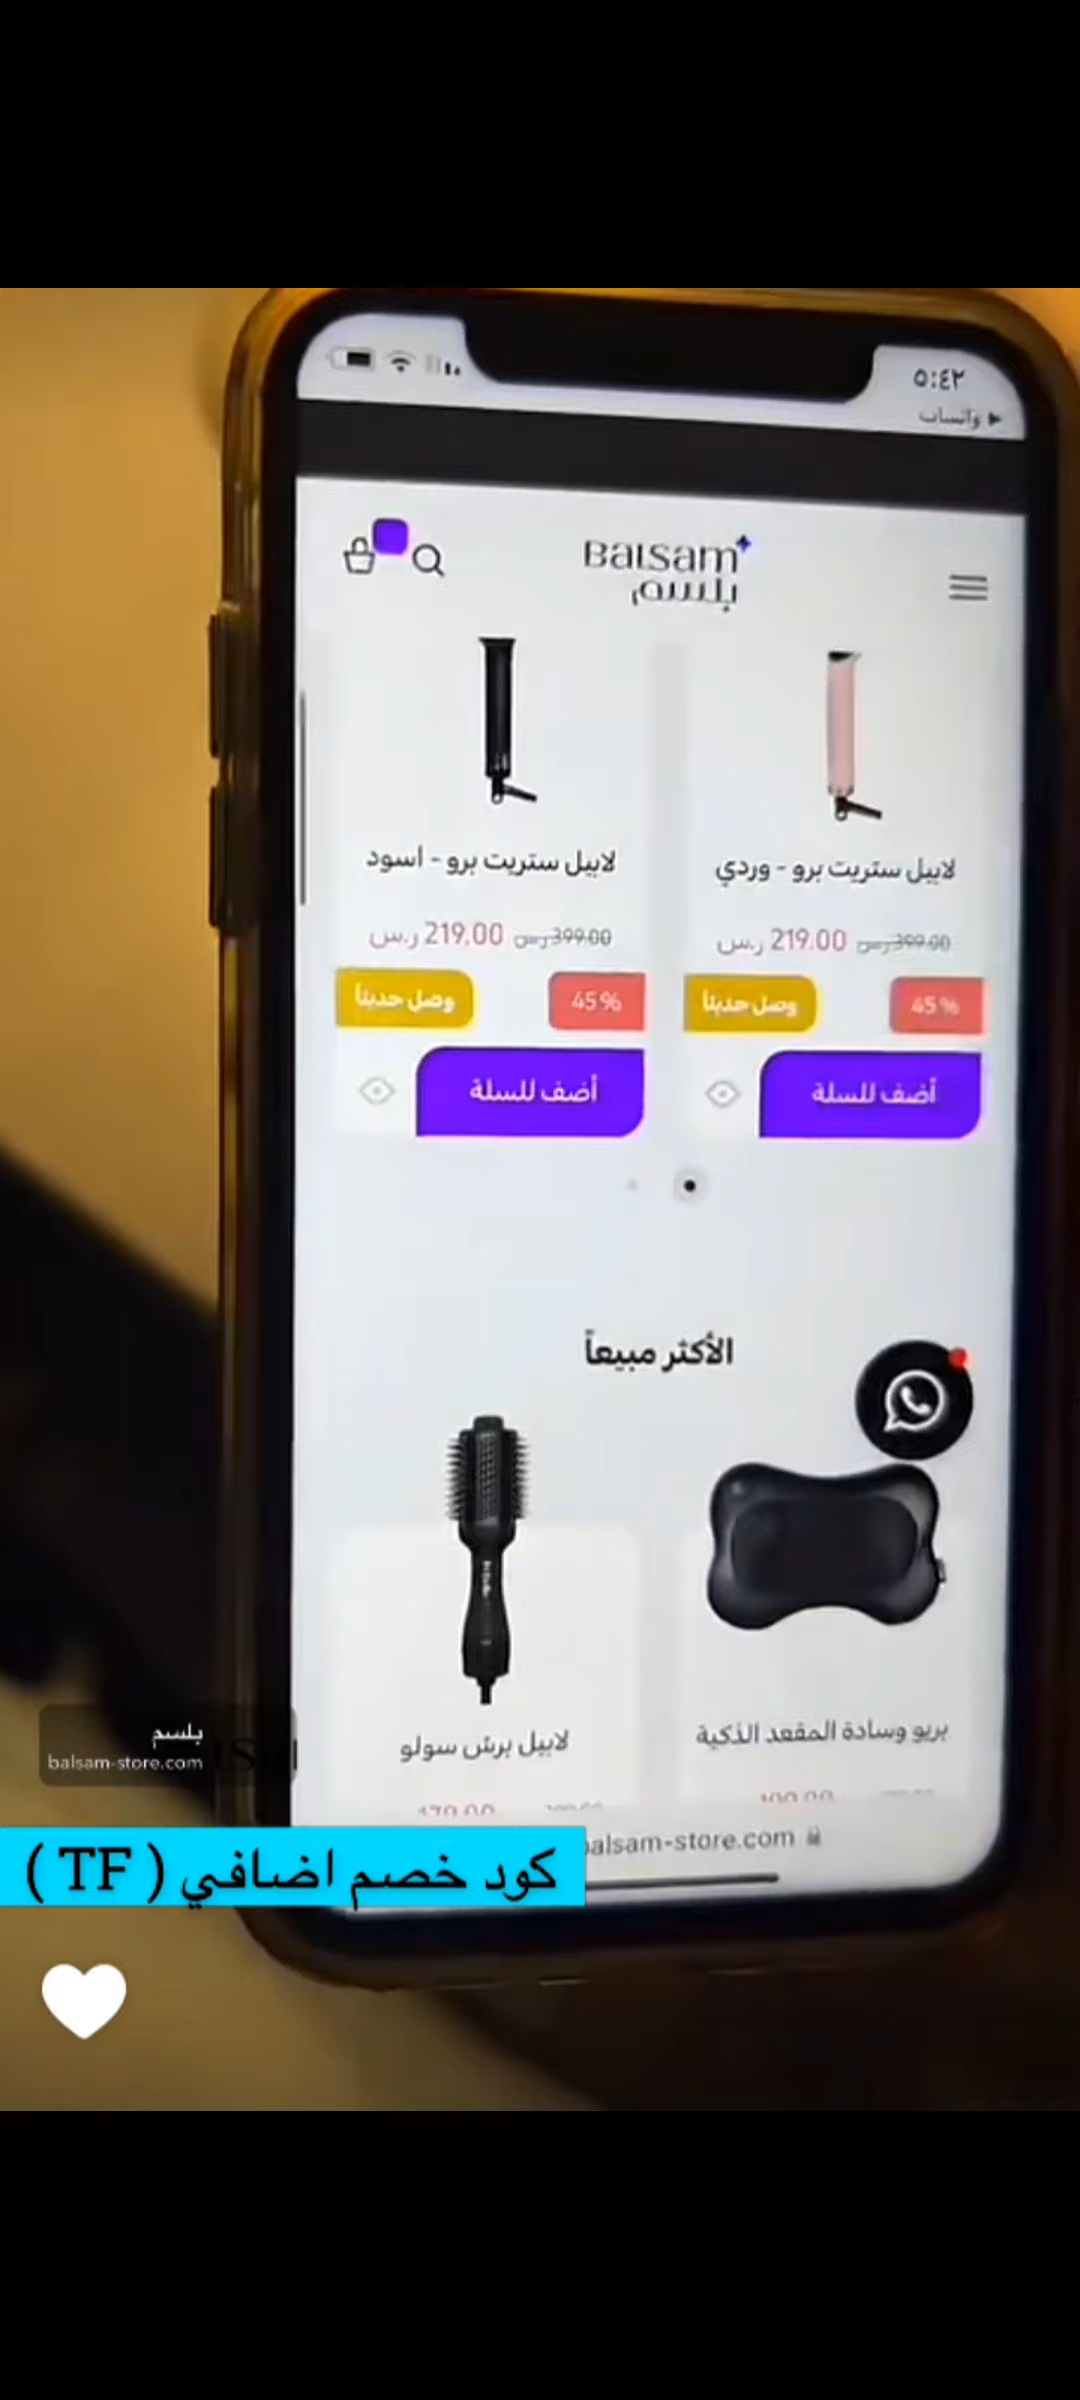 ٥:٤٢
واتساب
BALSAM
بلسم
لابيل ستريت برو - وردي
لابيل ستريت برو - اسود
399.00 ر.س 219.00 ر.س
399.00 ر.س 219.00 ر.س
45%
وصل حديثاً
45%
وصل حديثاً
أضف للسلة
أضف للسلة
الأكثر مبيعاً
بريو وسادة المقعد الذكية
لابيل برش سولو
بلسم
balsam-store.com
balsam-store.com
كود خصم اضافي ( TF )